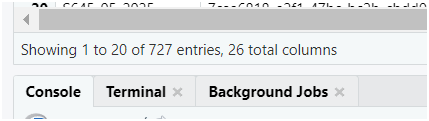 Showing 1 to 20 of 727 entries, 26 total columns
Console Terminal Background Jobs